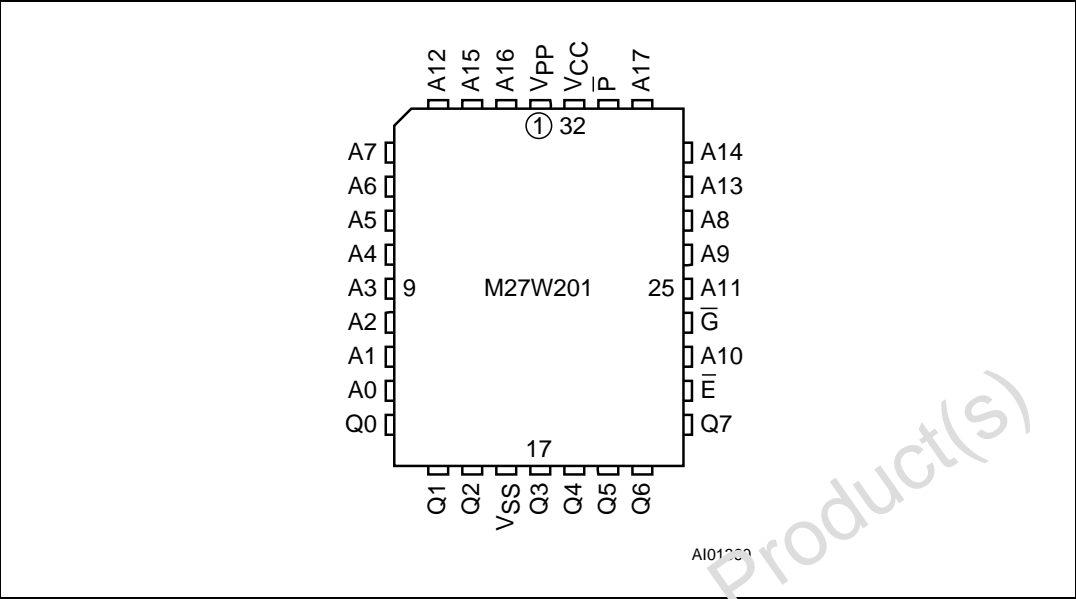 A12 A15 A16 VPP VCC P̅ A17
① 32
A7 A14
A6 A13
A5 A8
A4 A9
A3 9 M27W201 25 A11
A2 G̅
A1 A10
A0 E̅
Q0 Q7
17
Q1 Q2 VSS Q3 Q4 Q5 Q6
Product(s)